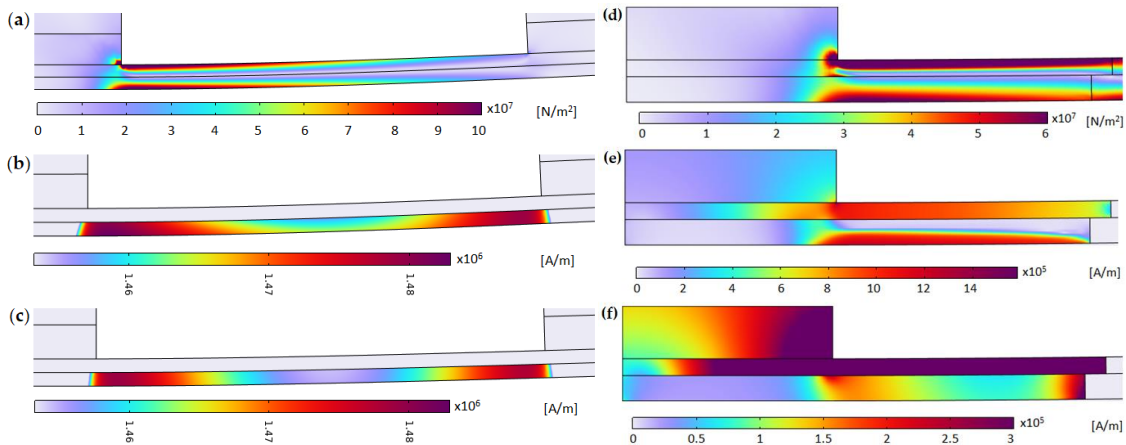 (a)
x10⁷
0 1 2 3 4 5 6 7 8 9 10
[N/m²]
(b)
x10⁶
1.46 1.47 1.48
[A/m]
(c)
x10⁶
1.46 1.47 1.48
[A/m]
(d)
x10⁷
0 1 2 3 4 5 6
[N/m²]
(e)
x10⁵
0 2 4 6 8 10 12 14
[A/m]
(f)
x10⁵
0 0.5 1 1.5 2 2.5 3
[A/m]